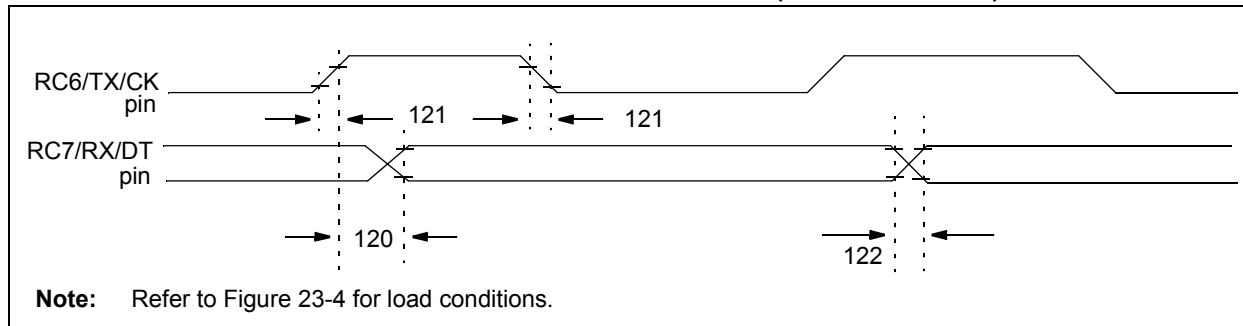 RC6/TX/CK
pin
121
121
RC7/RX/DT
pin
120
122
Note: Refer to Figure 23-4 for load conditions.